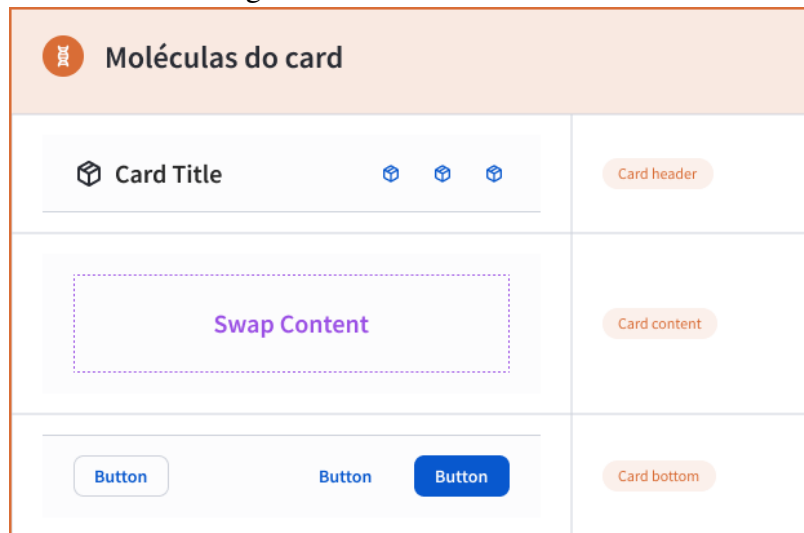 Moléculas do card
Card Title
Card header
Swap Content
Card content
Button Button Button
Card bottom